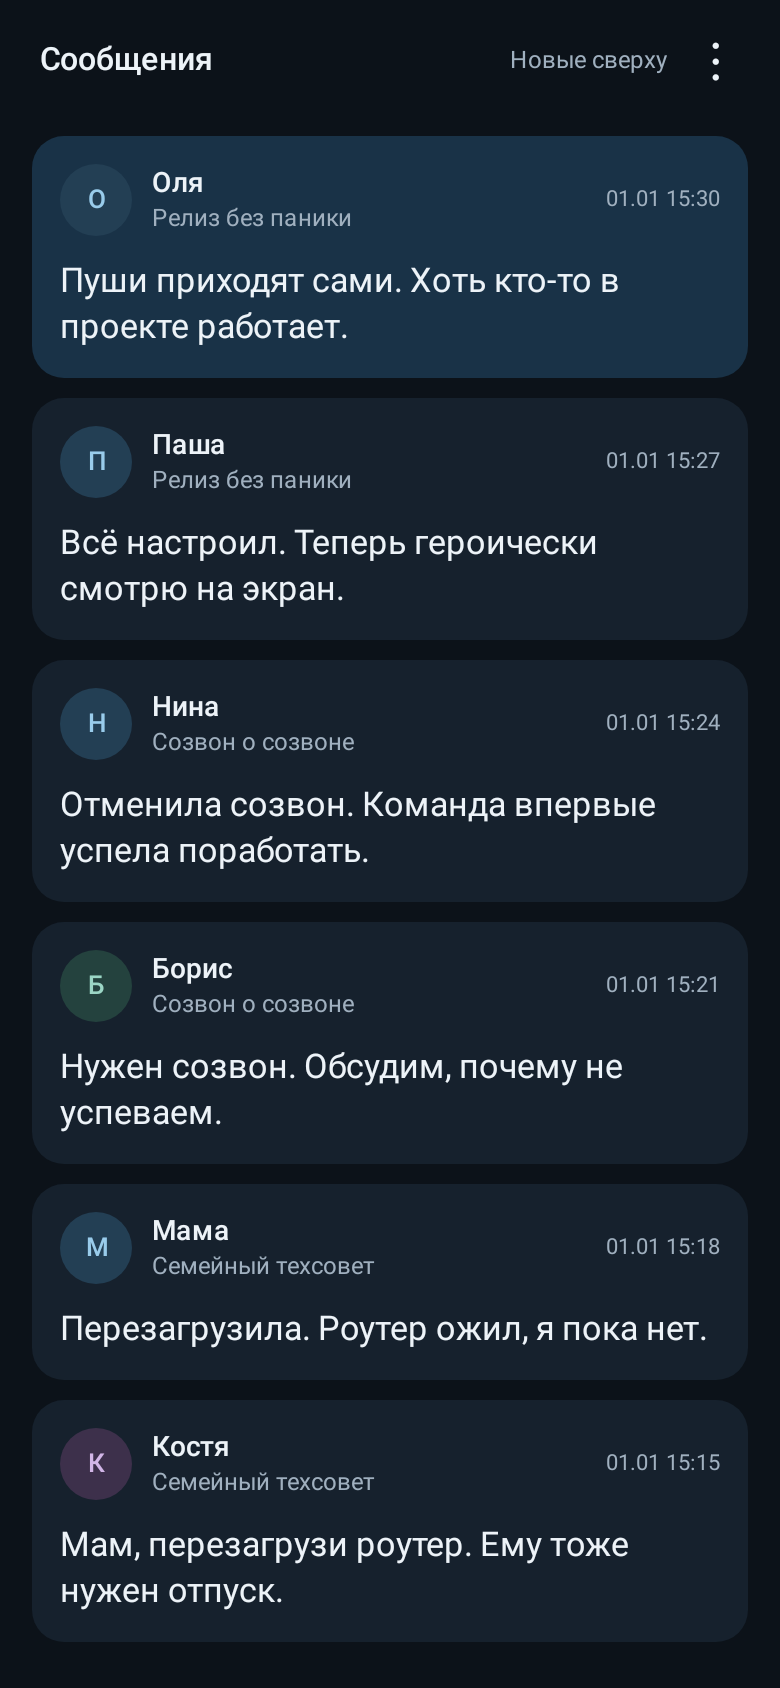 Сообщения
Новые сверху
О
Оля
Релиз без паники
01.01 15:30
Пуши приходят сами. Хоть кто-то в
проекте работает.
П
Паша
Релиз без паники
01.01 15:27
Всё настроил. Теперь героически
смотрю на экран.
Н
Нина
Созвон о созвоне
01.01 15:24
Отменила созвон. Команда впервые
успела поработать.
Б
Борис
Созвон о созвоне
01.01 15:21
Нужен созвон. Обсудим, почему не
успеваем.
М
Мама
Семейный техсовет
01.01 15:18
Перезагрузила. Роутер ожил, я пока нет.
К
Костя
Семейный техсовет
01.01 15:15
Мам, перезагрузи роутер. Ему тоже
нужен отпуск.